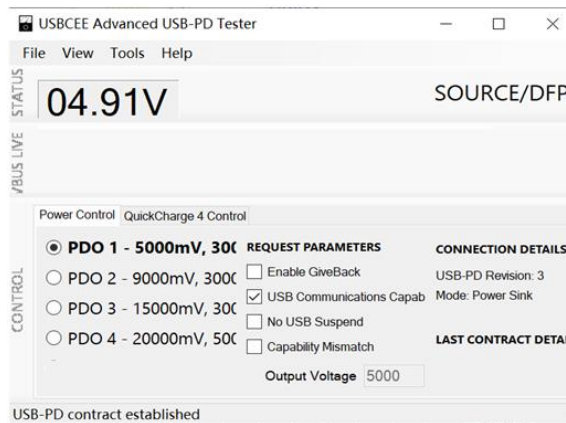 USBCEE Advanced USB-PD Tester
File View Tools Help
STATUS
04.91V
SOURCE/DFP
VBUS LIVE
Power Control QuickCharge 4 Control
CONTROL
PDO 1 - 5000mV, 300
PDO 2 - 9000mV, 300
PDO 3 - 15000mV, 300
PDO 4 - 20000mV, 500
REQUEST PARAMETERS
Enable GiveBack
USB Communications Capab
No USB Suspend
Capability Mismatch
Output Voltage 5000
CONNECTION DETAILS
USB-PD Revision: 3
Mode: Power Sink
LAST CONTRACT DETAI
USB-PD contract established